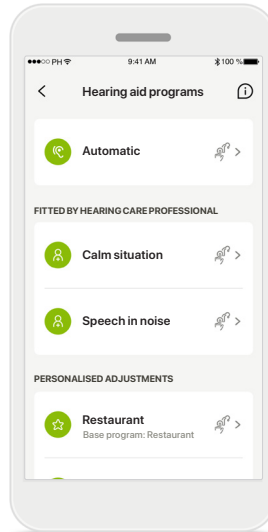 PH 9:41 AM 100 %
Hearing aid programs
Automatic
FITTED BY HEARING CARE PROFESSIONAL
Calm situation
Speech in noise
PERSONALISED ADJUSTMENTS
Restaurant
Base program: Restaurant